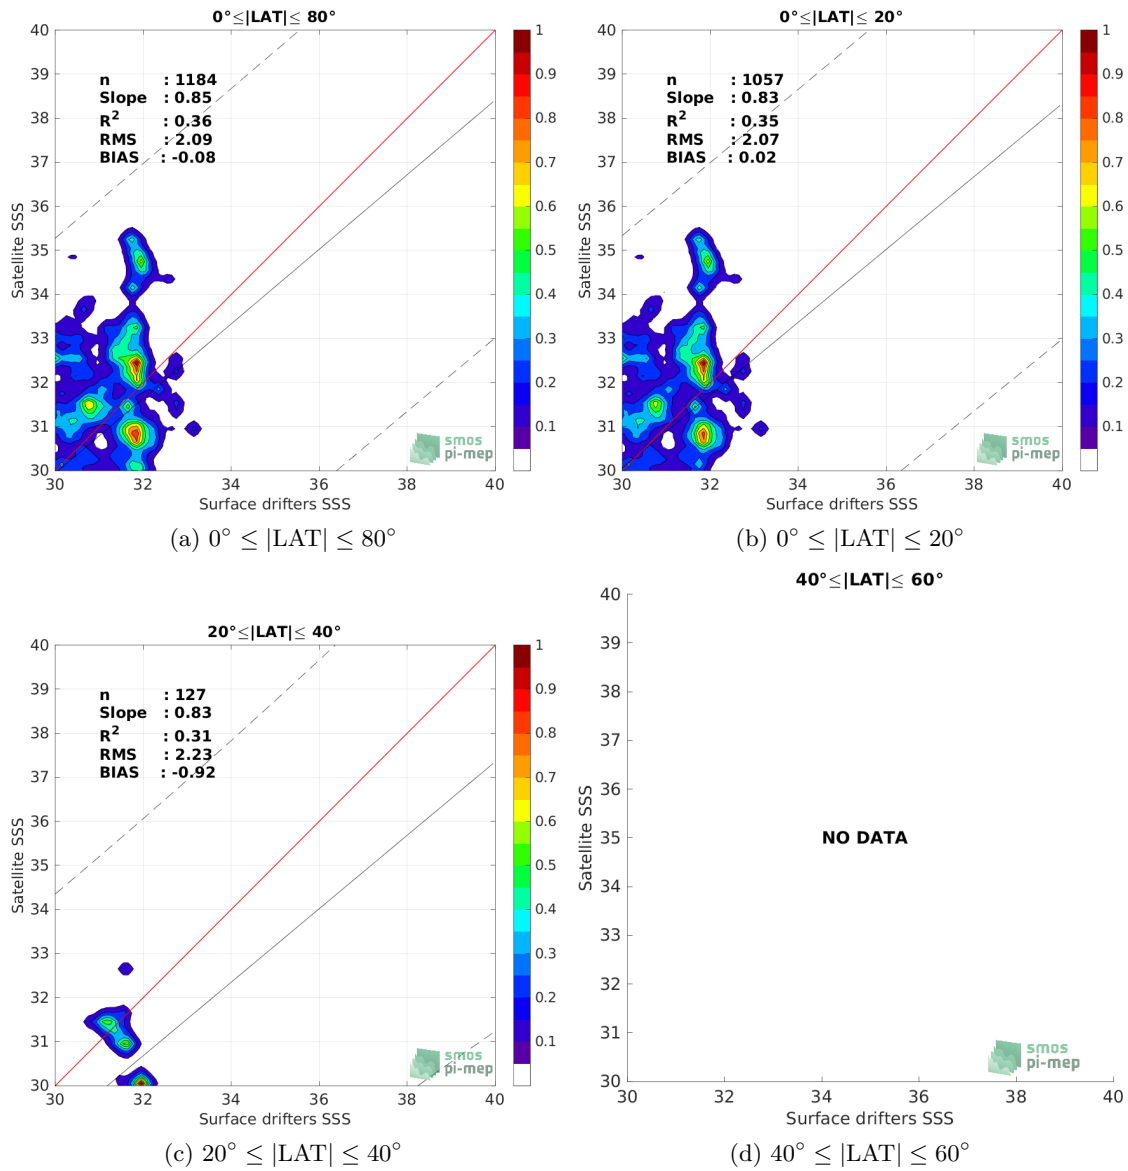 0°≤|LAT|≤ 80°
n : 1184
Slope : 0.85
R² : 0.36
RMS : 2.09
BIAS : -0.08
Satellite SSS
40
39
38
37
36
35
34
33
32
31
30
30 32 34 36 38 40
Surface drifters SSS
1
0.9
0.8
0.7
0.6
0.5
0.4
0.3
0.2
0.1
smos
pi-mep
(a) 0° ≤ |LAT| ≤ 80°
0°≤|LAT|≤ 20°
n : 1057
Slope : 0.83
R² : 0.35
RMS : 2.07
BIAS : 0.02
Satellite SSS
40
39
38
37
36
35
34
33
32
31
30
30 32 34 36 38 40
Surface drifters SSS
1
0.9
0.8
0.7
0.6
0.5
0.4
0.3
0.2
0.1
smos
pi-mep
(b) 0° ≤ |LAT| ≤ 20°
20°≤|LAT|≤ 40°
n : 127
Slope : 0.83
R² : 0.31
RMS : 2.23
BIAS : -0.92
Satellite SSS
40
39
38
37
36
35
34
33
32
31
30
30 32 34 36 38 40
Surface drifters SSS
1
0.9
0.8
0.7
0.6
0.5
0.4
0.3
0.2
0.1
smos
pi-mep
(c) 20° ≤ |LAT| ≤ 40°
40°≤|LAT|≤ 60°
NO DATA
Satellite SSS
40
39
38
37
36
35
34
33
32
31
30
30 32 34 36 38 40
Surface drifters SSS
smos
pi-mep
(d) 40° ≤ |LAT| ≤ 60°